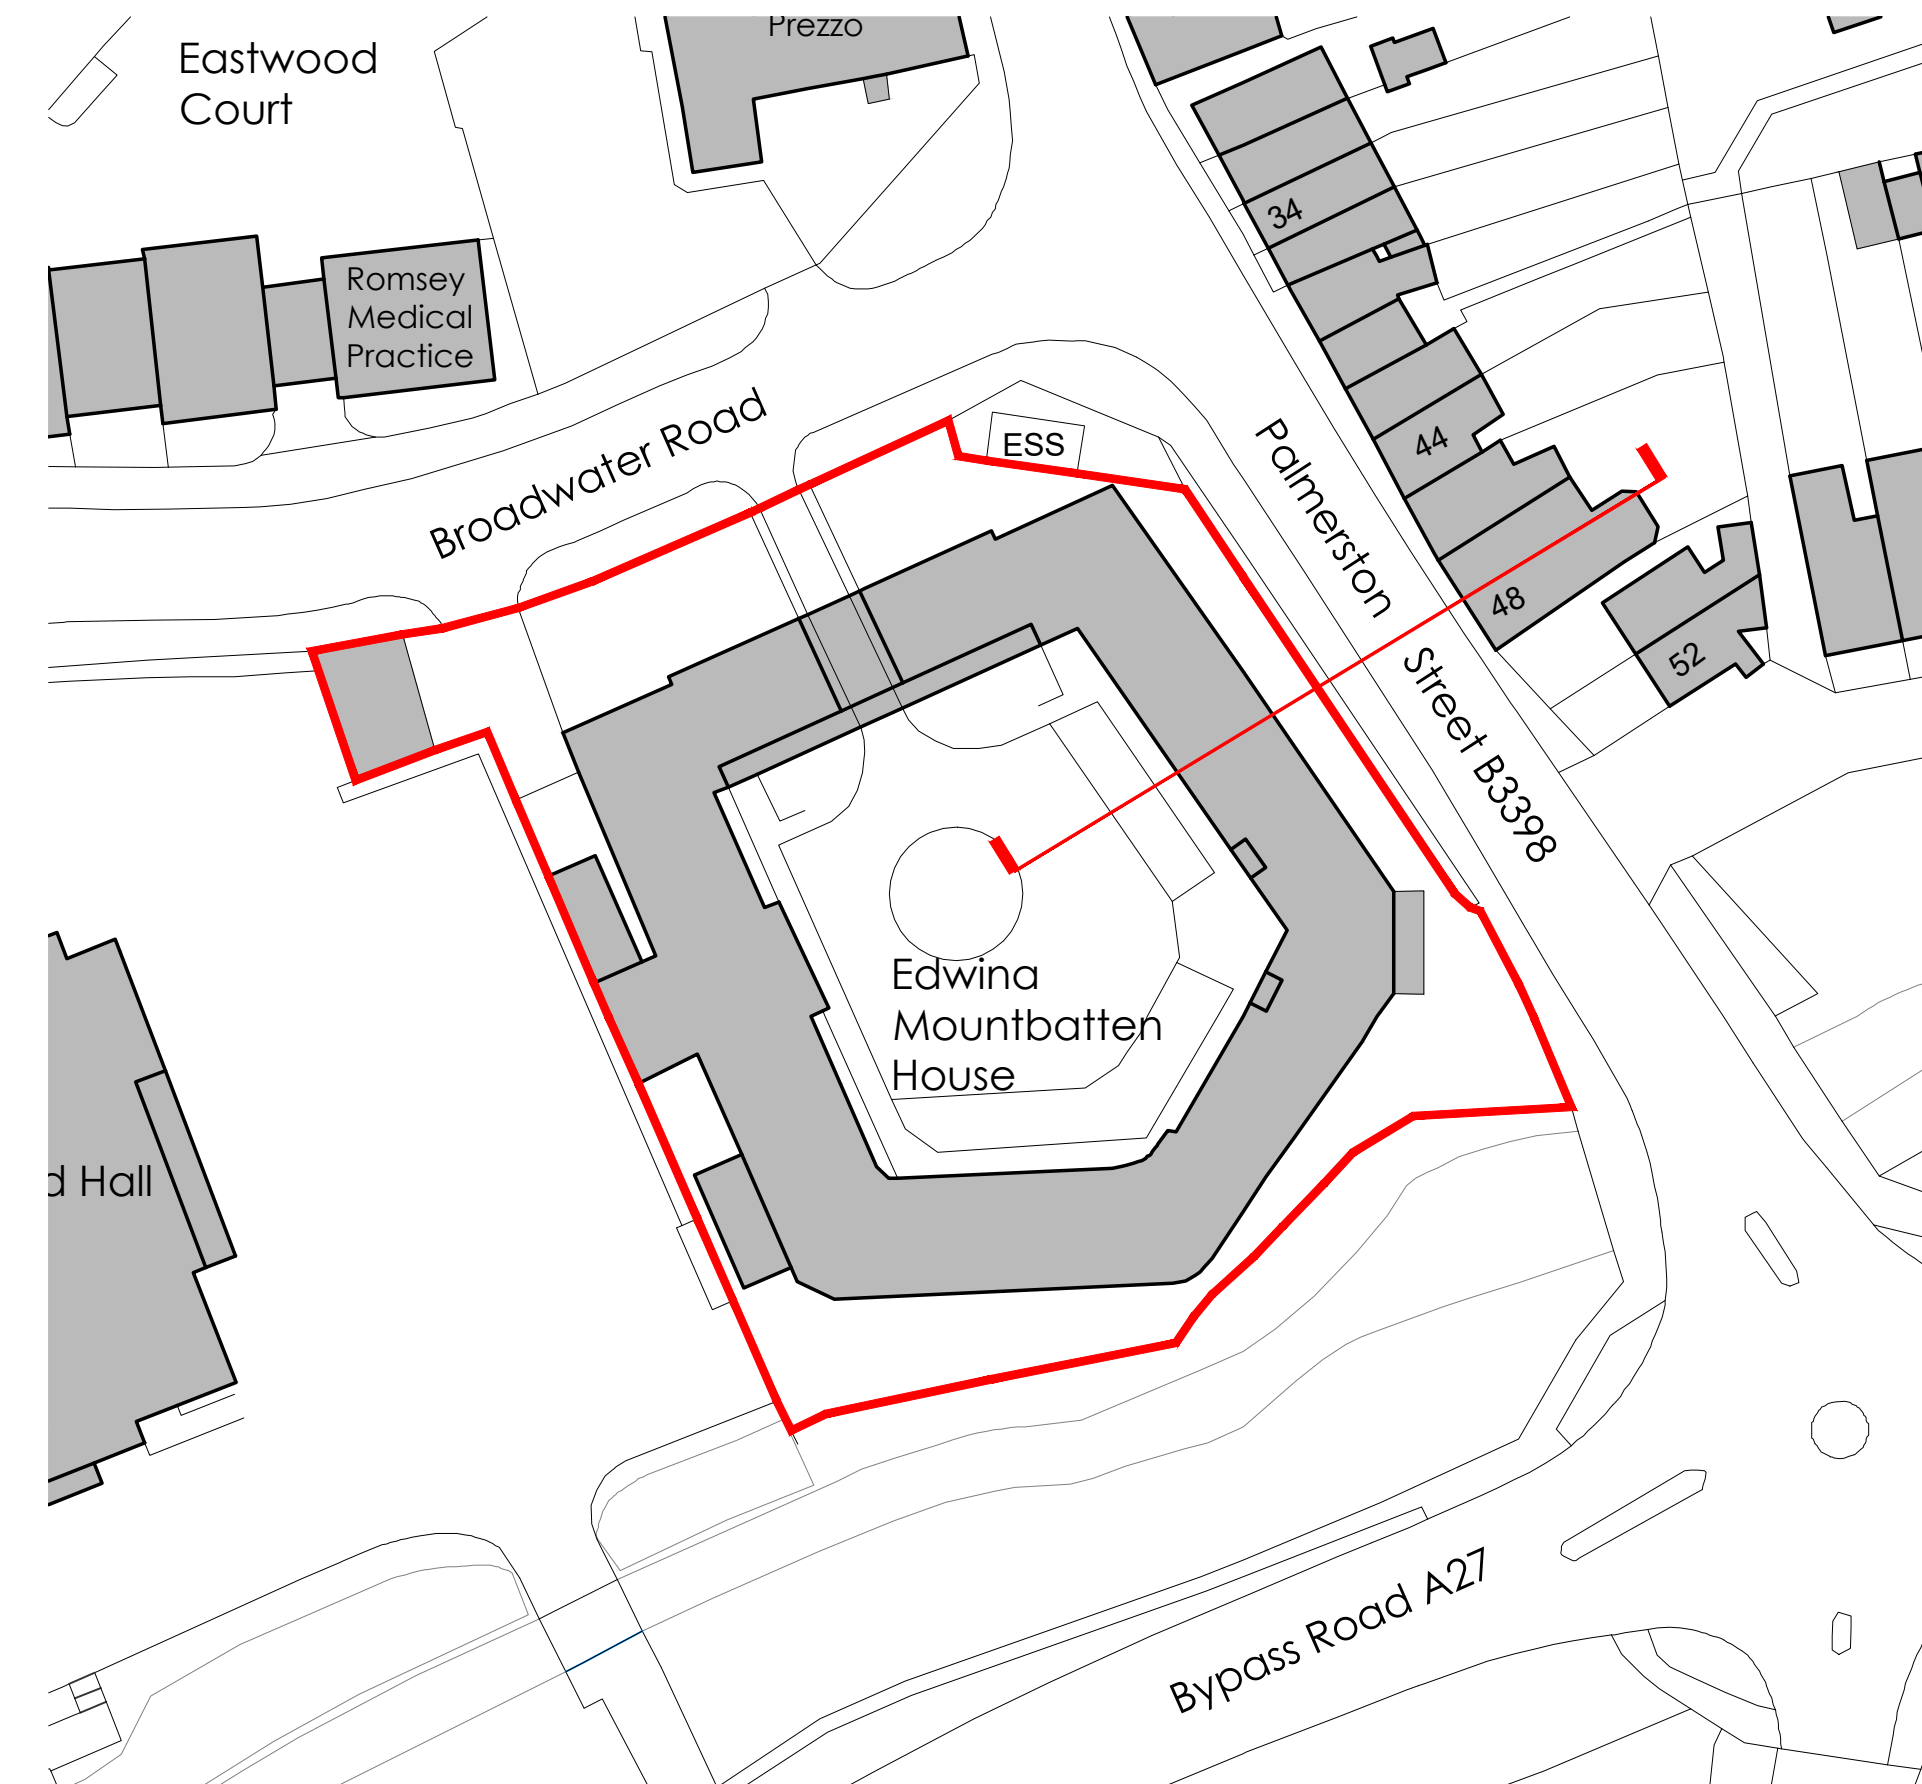 Prezzo
Eastwood
Court
34
Romsey
Medical
Practice
Broadwater Road
ESS
44
Palmerston
Street B3398
48
52
Edwina
Mountbatten
House
d Hall
Bypass Road A27